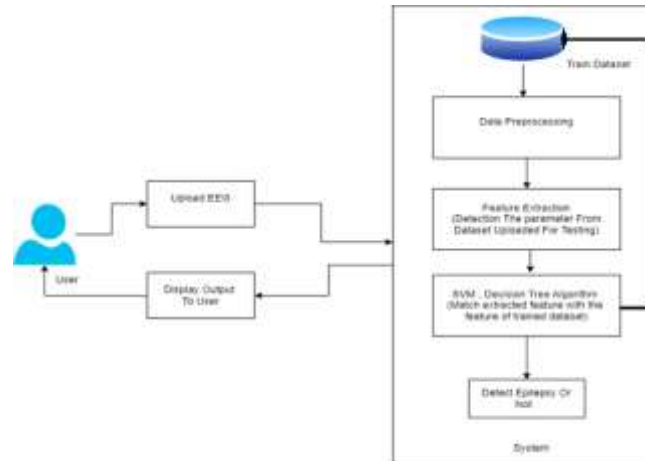 Train Dataset
Data Preprocessing
Upload EEG
Feature Extraction
(Detection The parameter From
Dataset Uploaded For Testing)
User
Display Output
To User
SVM , Decision Tree Algorithm
(Match extracted feature with the
feature of trained dataset)
Detect Epilepsy Or
Not
System